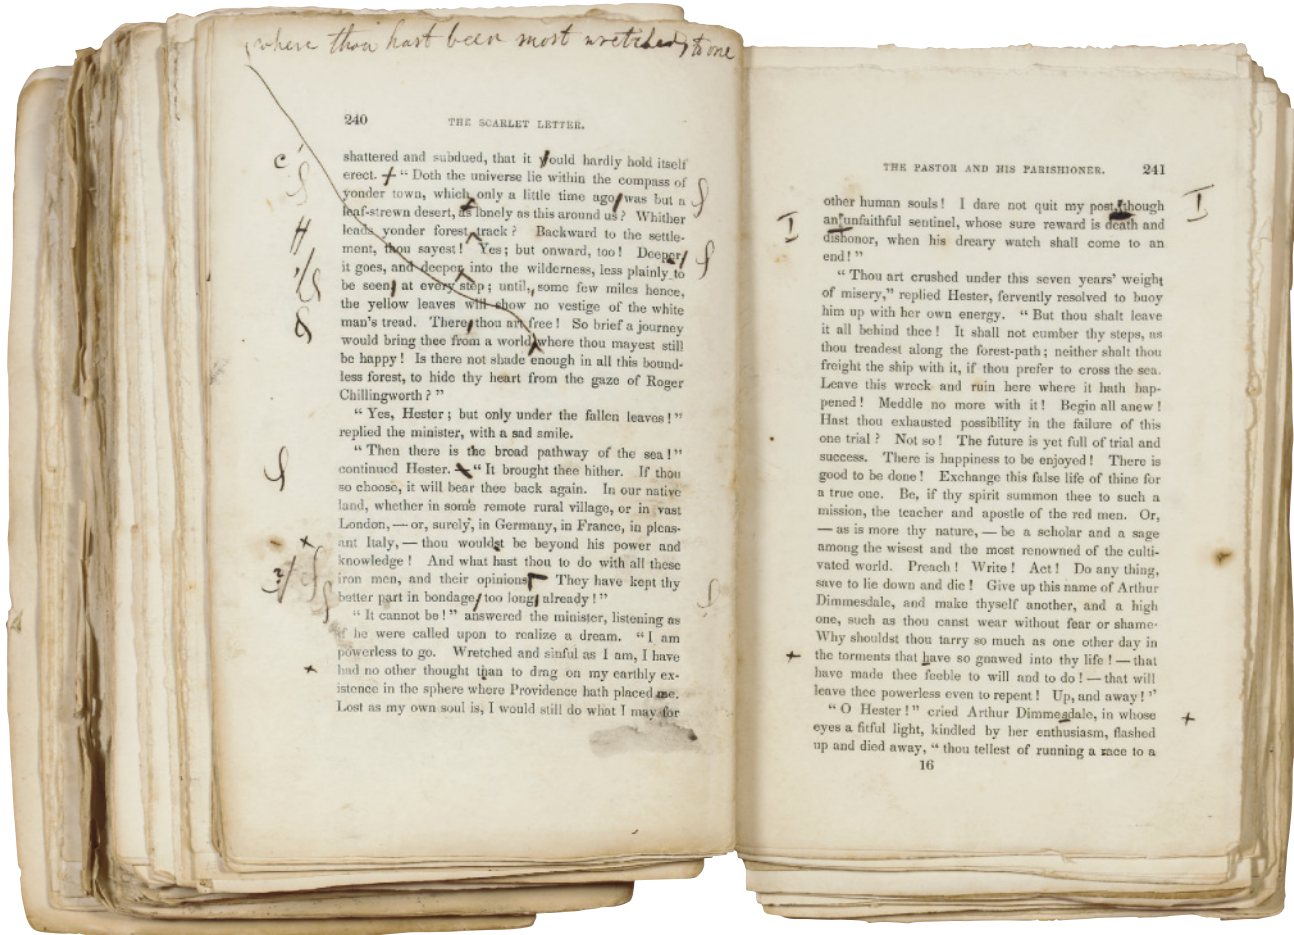 where thou hast been most wretched, to one
240 THE SCARLET LETTER.
shattered and subdued, that it would hardly hold itself
erect. “Doth the universe lie within the compass of
yonder town, which only a little time ago was but a
leaf-strewn desert, as lonely as this around us? Whither
leads yonder forest track? Backward to the settle-
ment, thou sayest! Yes; but onward, too! Deeper
it goes, and deeper into the wilderness, less plainly to
be seen at every step; until, some few miles hence,
the yellow leaves will show no vestige of the white
man's tread. There thou art free! So brief a journey
would bring thee from a world where thou mayest still
be happy! Is there not shade enough in all this bound-
less forest, to hide thy heart from the gaze of Roger
Chillingworth?”
“Yes, Hester; but only under the fallen leaves!”
replied the minister, with a sad smile.
“Then there is the broad pathway of the sea!”
continued Hester. “It brought thee hither. If thou
so choose, it will bear thee back again. In our native
land, whether in some remote rural village, or in vast
London, — or, surely, in Germany, in France, in pleas-
ant Italy, — thou wouldst be beyond his power and
knowledge! And what hast thou to do with all these
iron men, and their opinions They have kept thy
better part in bondage too long already!”
“It cannot be!” answered the minister, listening as
if he were called upon to realize a dream. “I am
powerless to go. Wretched and sinful as I am, I have
had no other thought than to drag on my earthly ex-
istence in the sphere where Providence hath placed me.
Lost as my own soul is, I would still do what I may for
THE PASTOR AND HIS PARISHIONER. 241
other human souls! I dare not quit my post, though
an unfaithful sentinel, whose sure reward is death and
dishonor, when his dreary watch shall come to an
end!”
“Thou art crushed under this seven years' weight
of misery,” replied Hester, fervently resolved to buoy
him up with her own energy. “But thou shalt leave
it all behind thee! It shall not cumber thy steps, as
thou treadest along the forest-path; neither shalt thou
freight the ship with it, if thou prefer to cross the sea.
Leave this wreck and ruin here where it hath hap-
pened! Meddle no more with it! Begin all anew!
Hast thou exhausted possibility in the failure of this
one trial? Not so! The future is yet full of trial and
success. There is happiness to be enjoyed! There is
good to be done! Exchange this false life of thine for
a true one. Be, if thy spirit summon thee to such a
mission, the teacher and apostle of the red men. Or,
— as is more thy nature, — be a scholar and a sage
among the wisest and the most renowned of the culti-
vated world. Preach! Write! Act! Do any thing,
save to lie down and die! Give up this name of Arthur
Dimmesdale, and make thyself another, and a high
one, such as thou canst wear without fear or shame.
Why shouldst thou tarry so much as one other day in
the torments that have so gnawed into thy life! — that
have made thee feeble to will and to do! — that will
leave thee powerless even to repent! Up, and away!”
“O Hester!” cried Arthur Dimmesdale, in whose
eyes a fitful light, kindled by her enthusiasm, flashed
up and died away, “thou tellest of running a race to a
16